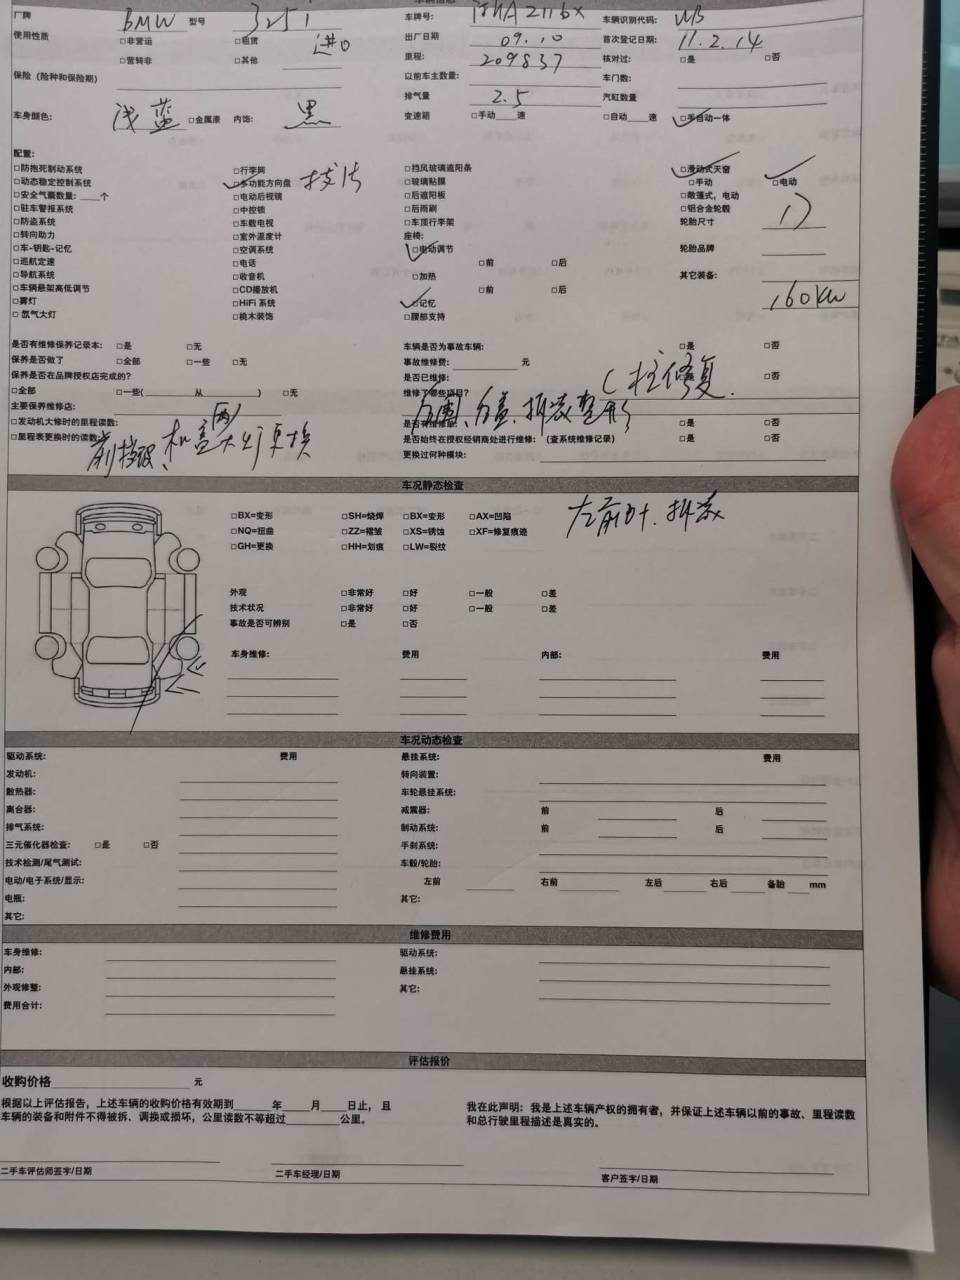 厂牌 BMW 型号 325i 车牌号: 车辆识别代码:
使用性质 □非营运 □租赁 进口 出厂日期 09.10 首次登记日期: 11.2.14
□营转非 □其他 里程: 209837 核对过: □是 □否
保险（险种和保险期） 以前车主数量: 车门数:
排气量 2.5 汽缸数量
车身颜色: 浅蓝 □金属漆 内饰: 黑 变速箱 □手动 速 □自动 速 □手自动一体
配置:
□防抱死制动系统 □行李网 □挡风玻璃遮阳条 □滑动式天窗
□动态稳定控制系统 □多功能方向盘 □玻璃贴膜 □手动 □电动
□安全气囊数量: 个 □电动后视镜 □后遮阳板 □敞篷式，电动
□驻车警报系统 □中控锁 □后雨刷 □铝合金轮毂
□防盗系统 □车载电视 □车顶行李架 轮胎尺寸 17
□转向助力 □室外温度计 座椅:
□车-钥匙-记忆 □空调系统 □电动调节 轮胎品牌
□巡航定速 □电话 □前 □后
□导航系统 □收音机 □加热 其它装备:
□车辆悬架高低调节 □CD播放机 □前 □后 160kw
□雾灯 □HiFi 系统 □记忆
□氙气大灯 □桃木装饰 □腰部支持
是否有维修保养记录本: □是 □无 车辆是否为事故车辆: □是 □否
保养是否做了 □全部 □一些 □无 事故维修费: 元
保养是否在品牌授权店完成的? 是否已维修: □是 □否
□全部 □一些( 从 ) □无 维修了哪些项目? 柱修复.
主要保养维修店: 后盖. 拆装整形
□发动机大修时的里程读数: □是 □否
□里程表更换时的读数 机盖 大灯更换 是否始终在授权经销商处进行维修:（查系统维修记录） □是 □否
更换过何种模块:
车况静态检查
左前叶. 拆装
□BX=变形 □SH=烧焊 □BX=变形 □AX=凹陷
□NQ=扭曲 □ZZ=褶皱 □XS=锈蚀 □XF=修复痕迹
□GH=更换 □HH=划痕 □LW=裂纹
外观 □非常好 □好 □一般 □差
技术状况 □非常好 □好 □一般 □差
事故是否可辨别 □是 □否
车身维修: 费用 内部: 费用
车况动态检查
驱动系统: 费用 悬挂系统: 费用
发动机: 转向装置:
散热器: 车轮悬挂系统:
离合器: 减震器: 前 后
排气系统: 制动系统: 前 后
三元催化器检查: □是 □否 手刹系统:
技术检测/尾气测试: 车毂/轮胎:
电动/电子系统/显示: 左前 右前 左后 右后 备胎 mm
电瓶: 其它:
其它:
维修费用
车身维修: 驱动系统:
内部: 悬挂系统:
外观修整: 其它:
费用合计:
评估报价
收购价格 元
根据以上评估报告，上述车辆的收购价格有效期到 年 月 日止，且
车辆的装备和附件不得被拆、调换或损坏，公里读数不等超过 公里。
我在此声明: 我是上述车辆产权的拥有者，并保证上述车辆以前的事故、里程读数
和总行驶里程描述是真实的。
二手车评估师签字/日期 二手车经理/日期 客户签字/日期